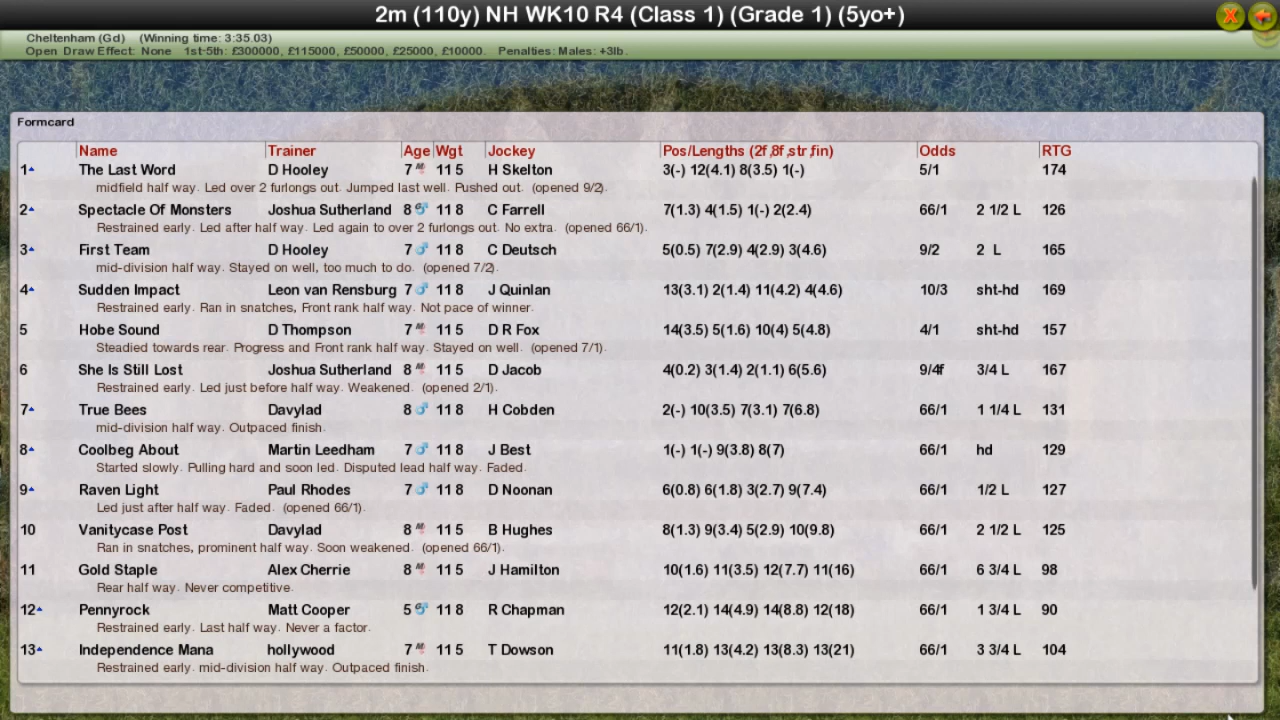 2m (110y) NH WK10 R4 (Class 1) (Grade 1) (5yo+)
Cheltenham (Gd) (Winning time: 3:35.03)
Open Draw Effect: None 1st-5th: £300000, £115000, £50000, £25000, £10000. Penalties: Males: +3lb.
Formcard
Name Trainer Age Wgt Jockey Pos/Lengths (2f,8f,str,fin) Odds RTG
1 The Last Word D Hooley 7 11 5 H Skelton 3(-) 12(4.1) 8(3.5) 1(-) 5/1 174
midfield half way. Led over 2 furlongs out. Jumped last well. Pushed out. (opened 9/2).
2 Spectacle Of Monsters Joshua Sutherland 8 11 8 C Farrell 7(1.3) 4(1.5) 1(-) 2(2.4) 66/1 2 1/2 L 126
Restrained early. Led after half way. Led again to over 2 furlongs out. No extra. (opened 66/1).
3 First Team D Hooley 7 11 8 C Deutsch 5(0.5) 7(2.9) 4(2.9) 3(4.6) 9/2 2 L 165
mid-division half way. Stayed on well, too much to do. (opened 7/2).
4 Sudden Impact Leon van Rensburg 7 11 8 J Quinlan 13(3.1) 2(1.4) 11(4.2) 4(4.6) 10/3 sht-hd 169
Restrained early. Ran in snatches, Front rank half way. Not pace of winner.
5 Hobe Sound D Thompson 7 11 5 D R Fox 14(3.5) 5(1.6) 10(4) 5(4.8) 4/1 sht-hd 157
Steadied towards rear. Progress and Front rank half way. Stayed on well. (opened 7/1).
6 She Is Still Lost Joshua Sutherland 8 11 5 D Jacob 4(0.2) 3(1.4) 2(1.1) 6(5.6) 9/4f 3/4 L 167
Restrained early. Led just before half way. Weakened. (opened 2/1).
7 True Bees Davylad 8 11 8 H Cobden 2(-) 10(3.5) 7(3.1) 7(6.8) 66/1 1 1/4 L 131
mid-division half way. Outpaced finish.
8 Coolbeg About Martin Leedham 7 11 8 J Best 1(-) 1(-) 9(3.8) 8(7) 66/1 hd 129
Started slowly. Pulling hard and soon led. Disputed lead half way. Faded.
9 Raven Light Paul Rhodes 7 11 8 D Noonan 6(0.8) 6(1.8) 3(2.7) 9(7.4) 66/1 1/2 L 127
Led just after half way. Faded. (opened 66/1).
10 Vanitycase Post Davylad 8 11 5 B Hughes 8(1.3) 9(3.4) 5(2.9) 10(9.8) 66/1 2 1/2 L 125
Ran in snatches, prominent half way. Soon weakened. (opened 66/1).
11 Gold Staple Alex Cherrie 8 11 5 J Hamilton 10(1.6) 11(3.5) 12(7.7) 11(16) 66/1 6 3/4 L 98
Rear half way. Never competitive.
12 Pennyrock Matt Cooper 5 11 8 R Chapman 12(2.1) 14(4.9) 14(8.8) 12(18) 66/1 1 3/4 L 90
Restrained early. Last half way. Never a factor.
13 Independence Mana hollywood 7 11 5 T Dowson 11(1.8) 13(4.2) 13(8.3) 13(21) 66/1 3 3/4 L 104
Restrained early. mid-division half way. Outpaced finish.